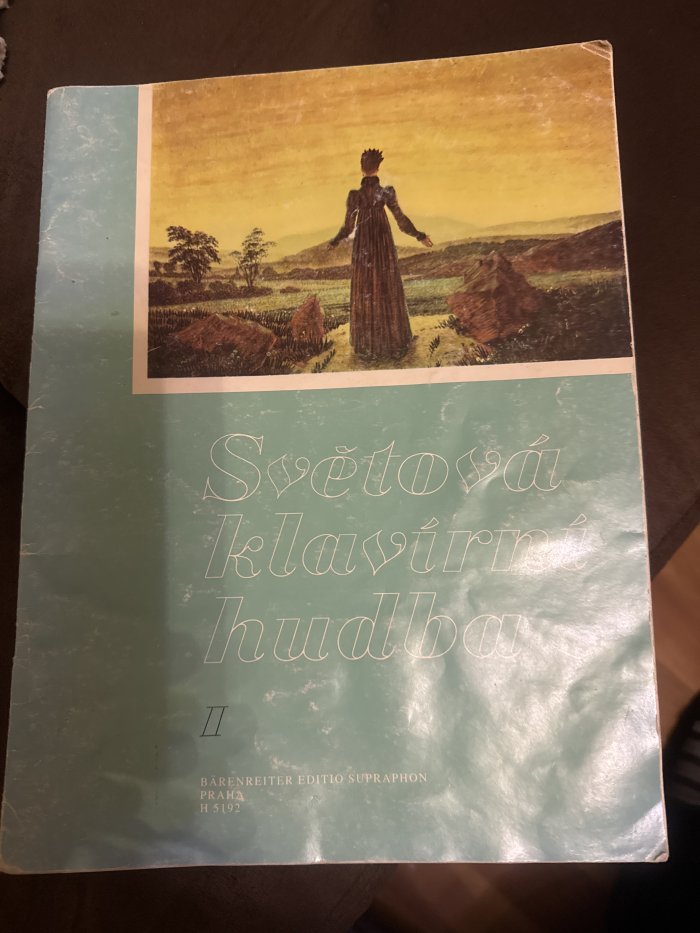 Světová
klavírní
hudba
II
BÄRENREITER EDITIO SUPRAPHON
PRAHA
H 5192